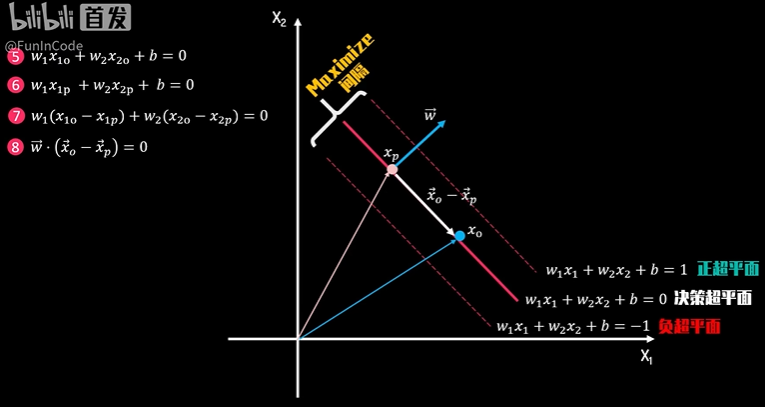 bilibili 首发
@FunInCode
X₂
5 w₁x₁ₒ + w₂x₂ₒ + b = 0
6 w₁x₁ₚ + w₂x₂ₚ + b = 0
7 w₁(x₁ₒ − x₁ₚ) + w₂(x₂ₒ − x₂ₚ) = 0
8 w⃗ · (x⃗ₒ − x⃗ₚ) = 0
Maximize
间隔
w⃗
xₚ
x⃗ₒ − x⃗ₚ
xₒ
w₁x₁ + w₂x₂ + b = 1 正超平面
w₁x₁ + w₂x₂ + b = 0 决策超平面
w₁x₁ + w₂x₂ + b = −1 负超平面
X₁